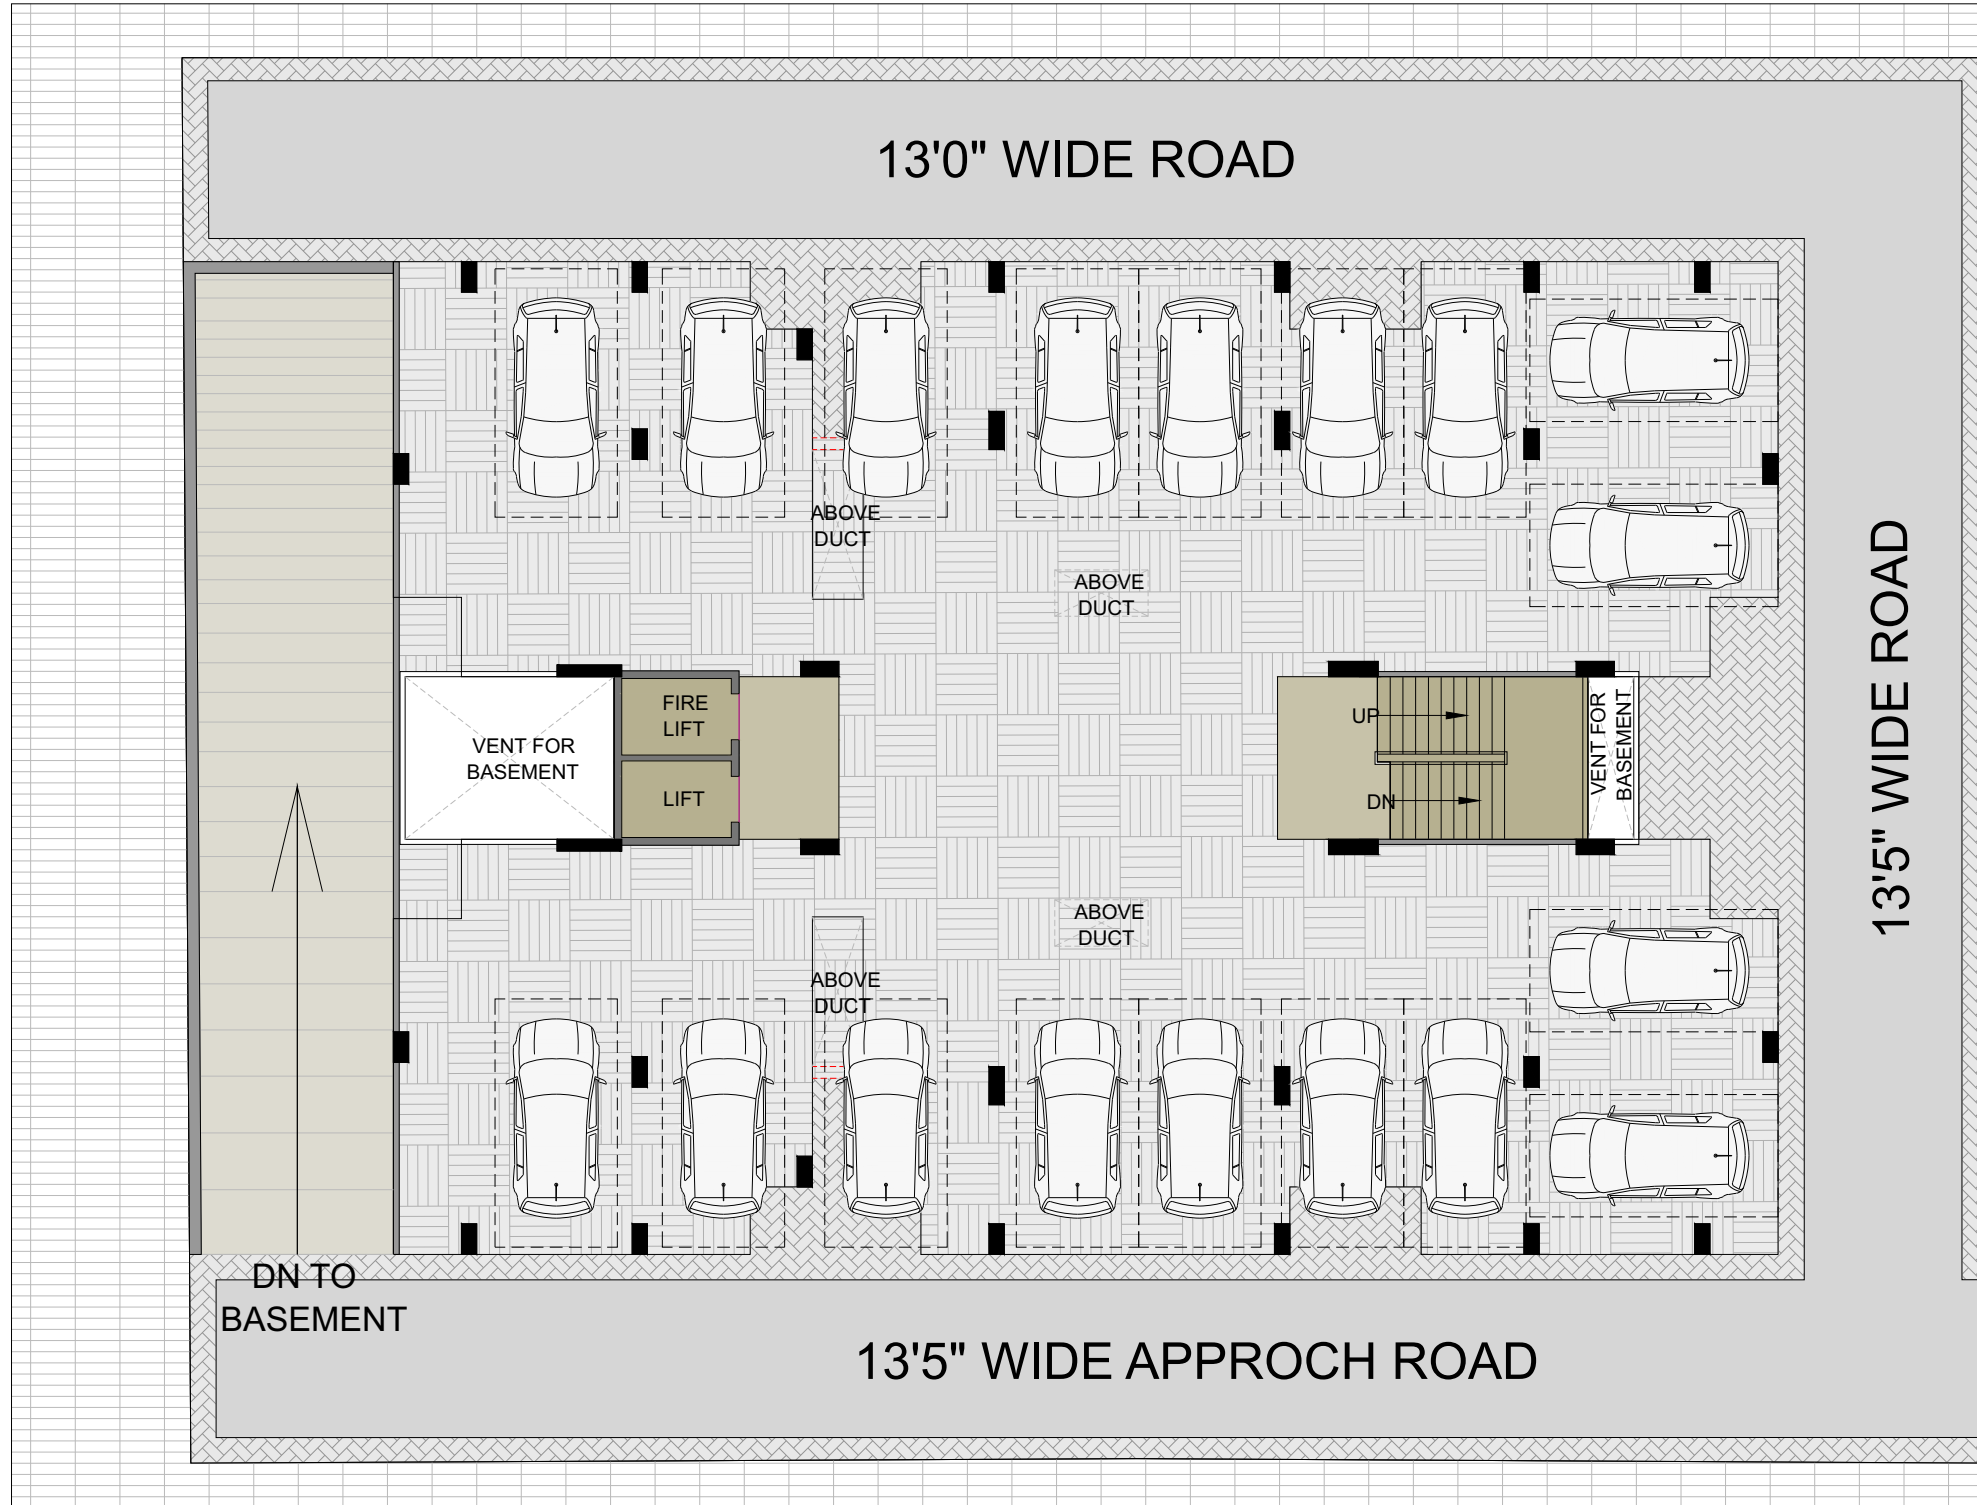 13'0" WIDE ROAD
ABOVE
DUCT
ABOVE
DUCT
13'5" WIDE ROAD
FIRE
LIFT
VENT FOR
BASEMENT
LIFT
UP
DN
VENT FOR
BASEMENT
ABOVE
DUCT
ABOVE
DUCT
DN TO
BASEMENT
13'5" WIDE APPROCH ROAD